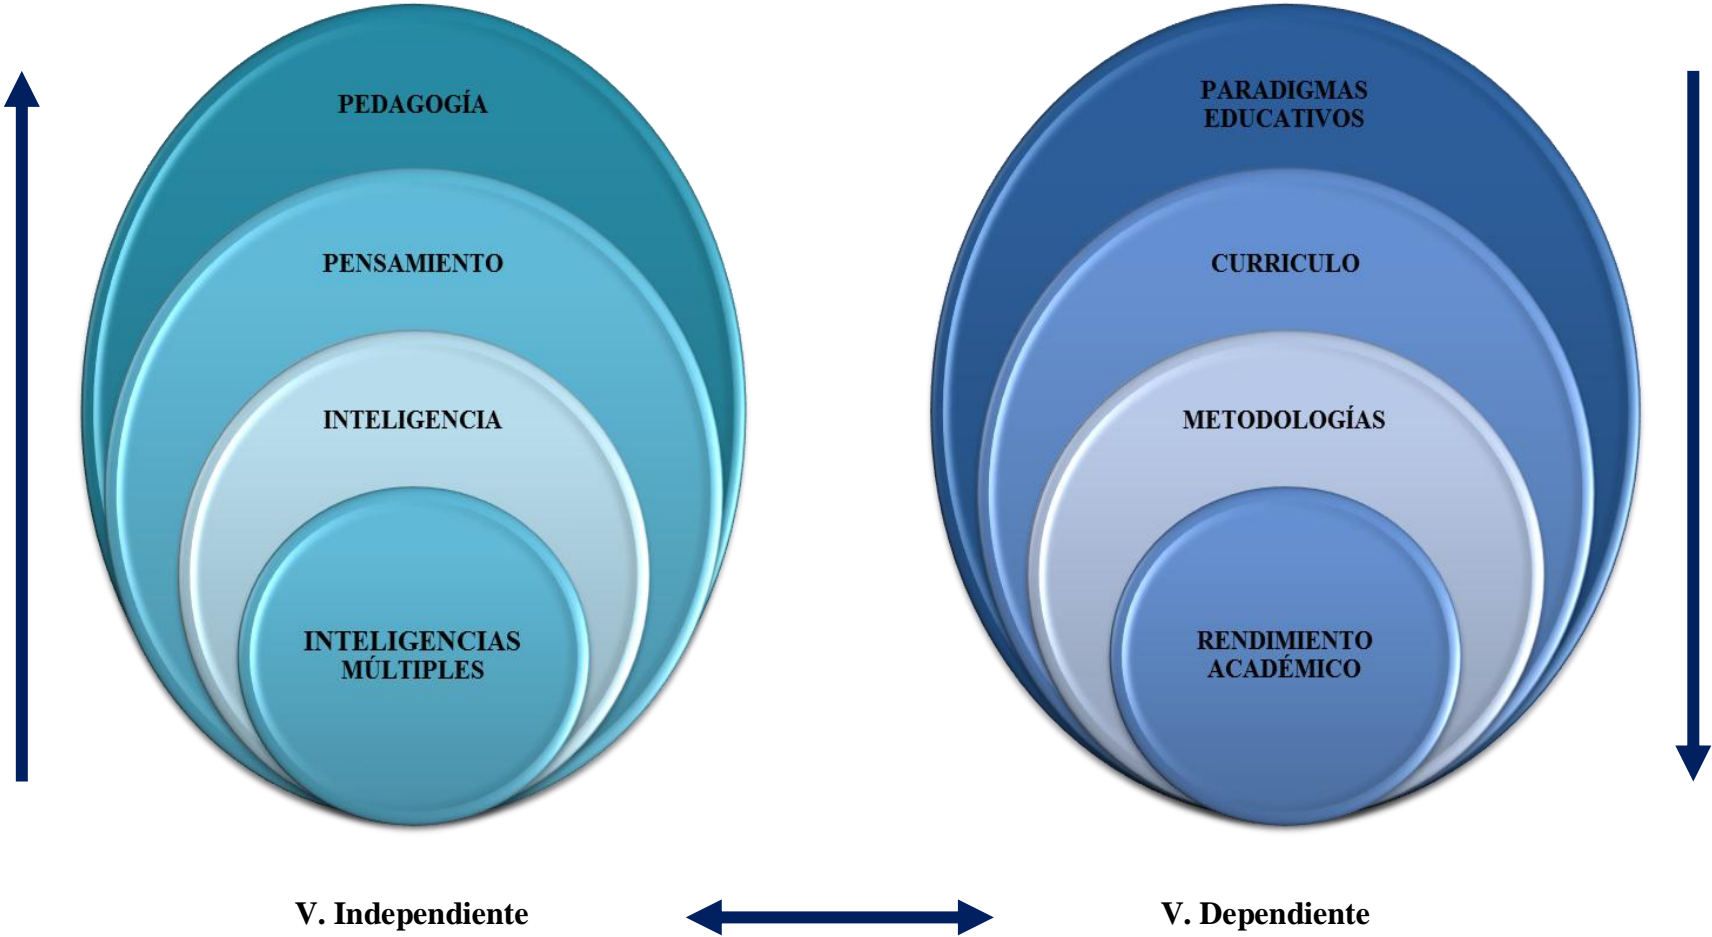 PEDAGOGÍA
PENSAMIENTO
INTELIGENCIA
INTELIGENCIAS
MÚLTIPLES
PARADIGMAS
EDUCATIVOS
CURRICULO
METODOLOGÍAS
RENDIMIENTO
ACADÉMICO
V. Independiente
V. Dependiente